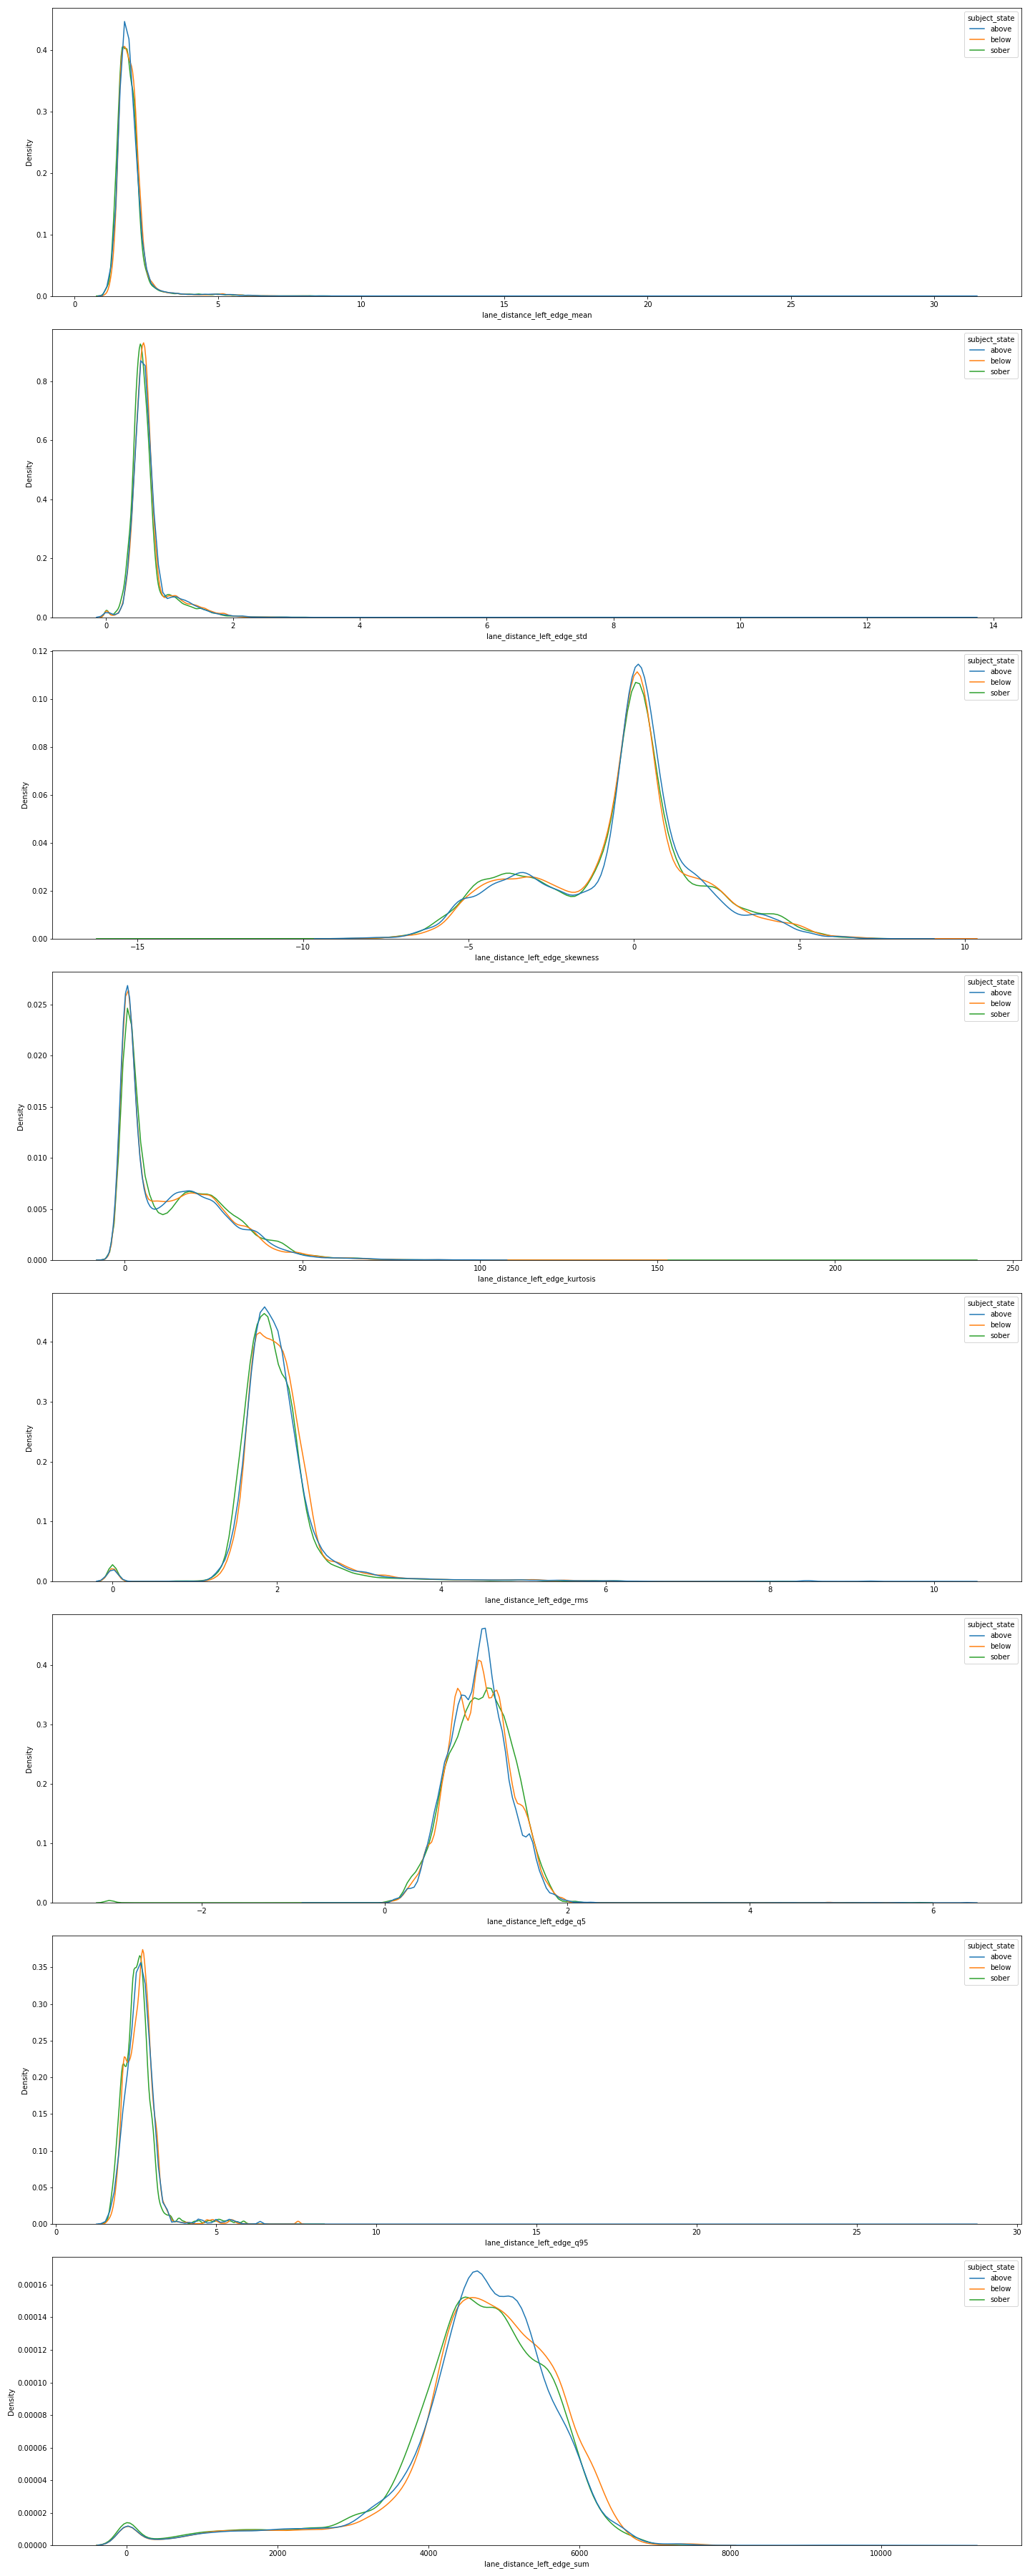 subject_state
above
below
sober
Density
0.4
0.3
0.2
0.1
0.0
0 5 10 15 20 25 30
lane_distance_left_edge_mean
subject_state
above
below
sober
Density
0.8
0.6
0.4
0.2
0.0
0 2 4 6 8 10 12 14
lane_distance_left_edge_std
subject_state
above
below
sober
Density
0.12
0.10
0.08
0.06
0.04
0.02
0.00
−15 −10 −5 0 5 10
lane_distance_left_edge_skewness
subject_state
above
below
sober
Density
0.025
0.020
0.015
0.010
0.005
0.000
0 50 100 150 200 250
lane_distance_left_edge_kurtosis
subject_state
above
below
sober
Density
0.4
0.3
0.2
0.1
0.0
0 2 4 6 8 10
lane_distance_left_edge_rms
subject_state
above
below
sober
Density
0.4
0.3
0.2
0.1
0.0
−2 0 2 4 6
lane_distance_left_edge_q5
subject_state
above
below
sober
Density
0.35
0.30
0.25
0.20
0.15
0.10
0.05
0.00
0 5 10 15 20 25 30
lane_distance_left_edge_q95
subject_state
above
below
sober
Density
0.00016
0.00014
0.00012
0.00010
0.00008
0.00006
0.00004
0.00002
0.00000
0 2000 4000 6000 8000 10000
lane_distance_left_edge_sum